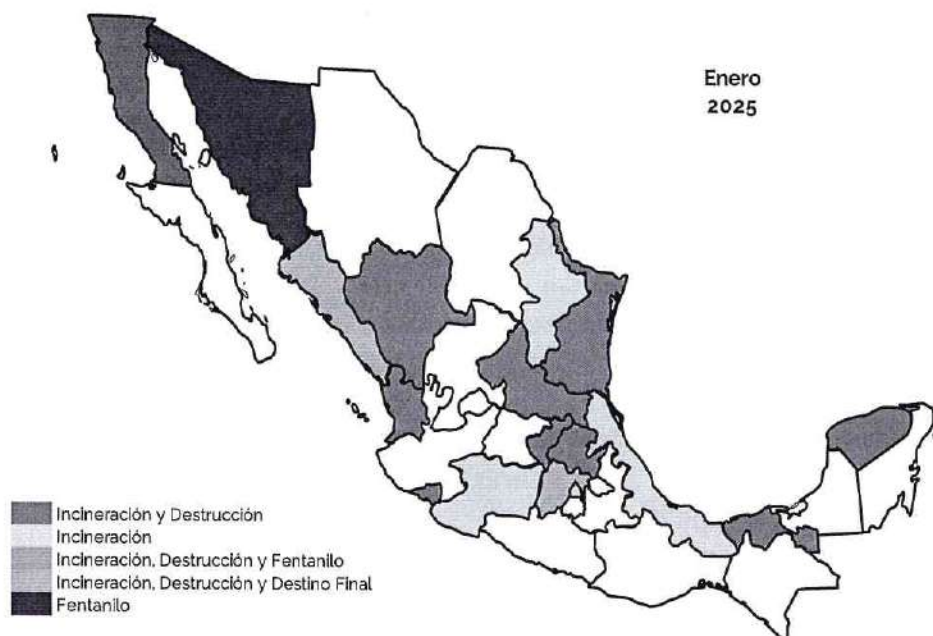 Enero
2025
Incineración y Destrucción
Incineración
Incineración, Destrucción y Fentanilo
Incineración, Destrucción y Destino Final
Fentanilo